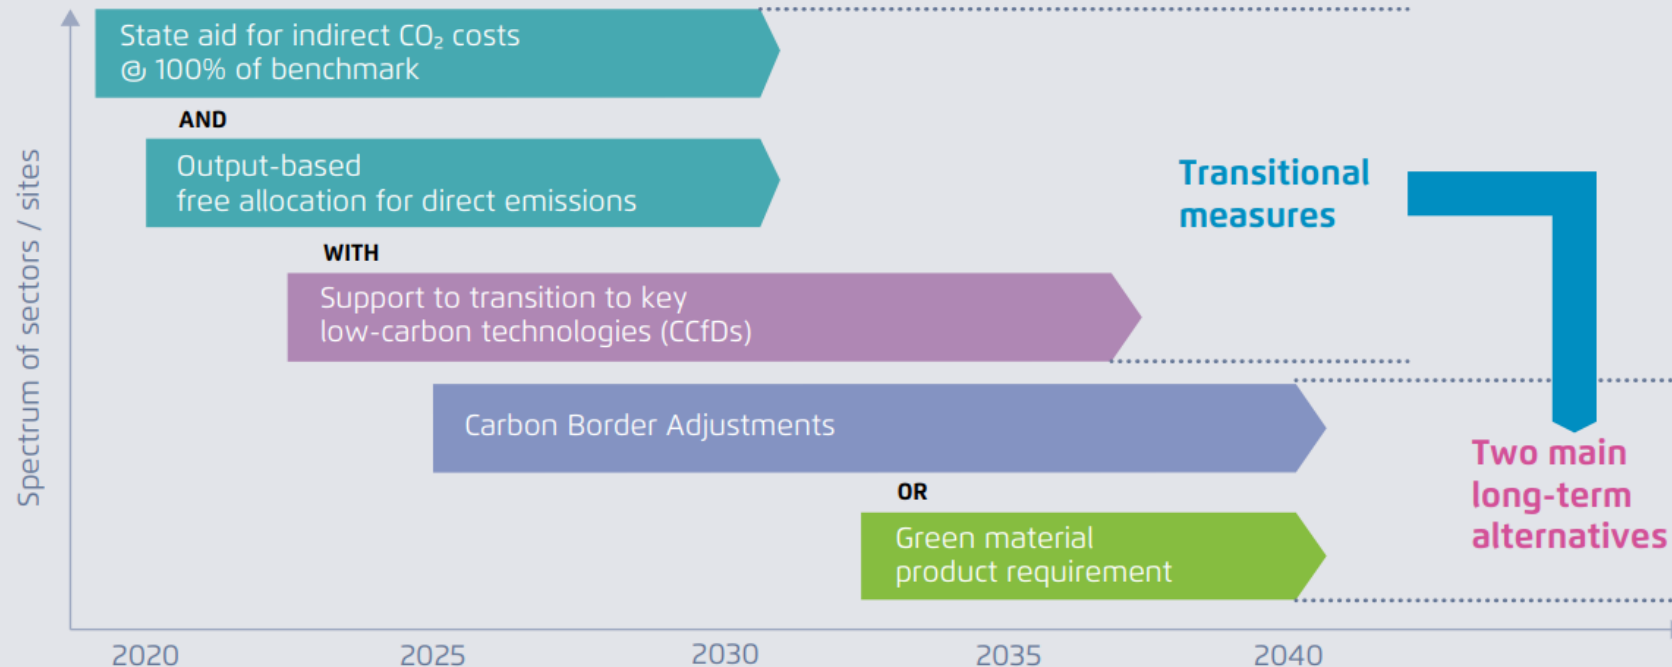 State aid for indirect CO₂ costs
@ 100% of benchmark
AND
Output-based
free allocation for direct emissions
WITH
Support to transition to key
low-carbon technologies (CCfDs)
Carbon Border Adjustments
OR
Green material
product requirement
Transitional
measures
Two main
long-term
alternatives
Spectrum of sectors / sites
2020 2025 2030 2035 2040